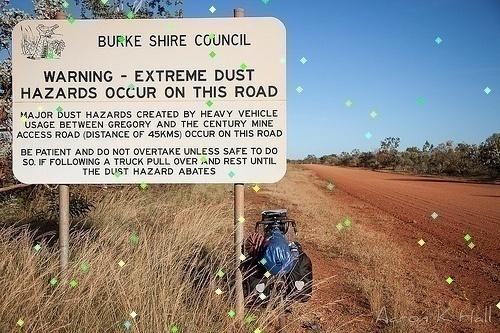 BURKE SHIRE COUNCIL
WARNING - EXTREME DUST
HAZARDS OCCUR ON THIS ROAD
MAJOR DUST HAZARDS CREATED BY HEAVY VEHICLE
USAGE BETWEEN GREGORY AND THE CENTURY MINE
ACCESS ROAD (DISTANCE OF 45KMS) OCCUR ON THIS ROAD
BE PATIENT AND DO NOT OVERTAKE UNLESS SAFE TO DO
SO. IF FOLLOWING A TRUCK PULL OVER AND REST UNTIL
THE DUST HAZARD ABATES
Aaron K Hall